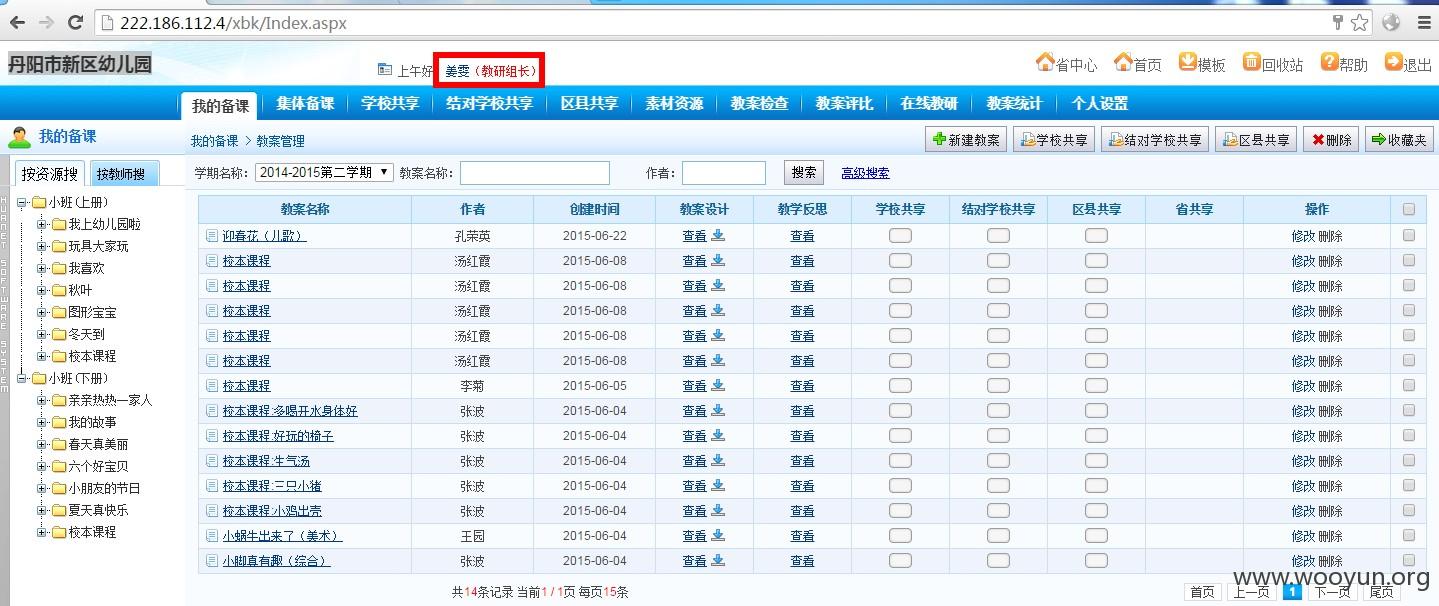 222.186.112.4/xbk/Index.aspx
丹阳市新区幼儿园
上午好 姜雯（教研组长）
省中心 首页 模板 回收站 帮助 退出
我的备课 集体备课 学校共享 结对学校共享 区县共享 素材资源 教案检查 教案评比 在线教研 教案统计 个人设置
我的备课
我的备课 > 教案管理
新建教案 学校共享 结对学校共享 区县共享 删除 收藏夹
按资源搜 按教师搜
学期名称: 2014-2015第二学期 教案名称: 作者: 搜索 高级搜索
HUANET SOFTWARE SYSTEM
小班(上册)
我上幼儿园啦
玩具大家玩
我喜欢
秋叶
图形宝宝
冬天到
校本课程
小班(下册)
亲亲热热一家人
我的故事
春天真美丽
六个好宝贝
小朋友的节日
夏天真快乐
校本课程
教案名称 作者 创建时间 教案设计 教学反思 学校共享 结对学校共享 区县共享 省共享 操作
迎春花（儿歌） 孔荣英 2015-06-22 查看 查看 修改 删除
校本课程 汤红霞 2015-06-08 查看 查看 修改 删除
校本课程 汤红霞 2015-06-08 查看 查看 修改 删除
校本课程 汤红霞 2015-06-08 查看 查看 修改 删除
校本课程 汤红霞 2015-06-08 查看 查看 修改 删除
校本课程 汤红霞 2015-06-08 查看 查看 修改 删除
校本课程 李菊 2015-06-05 查看 查看 修改 删除
校本课程:多喝开水身体好 张波 2015-06-04 查看 查看 修改 删除
校本课程:好玩的椅子 张波 2015-06-04 查看 查看 修改 删除
校本课程:生气汤 张波 2015-06-04 查看 查看 修改 删除
校本课程:三只小猪 张波 2015-06-04 查看 查看 修改 删除
校本课程:小鸡出壳 张波 2015-06-04 查看 查看 修改 删除
小蜗牛出来了（美术） 王园 2015-06-04 查看 查看 修改 删除
小脚真有趣（综合） 张波 2015-06-04 查看 查看 修改 删除
共14条记录 当前1 / 1页 每页15条
首页 上一页 1 下一页 尾页
www.wooyun.org